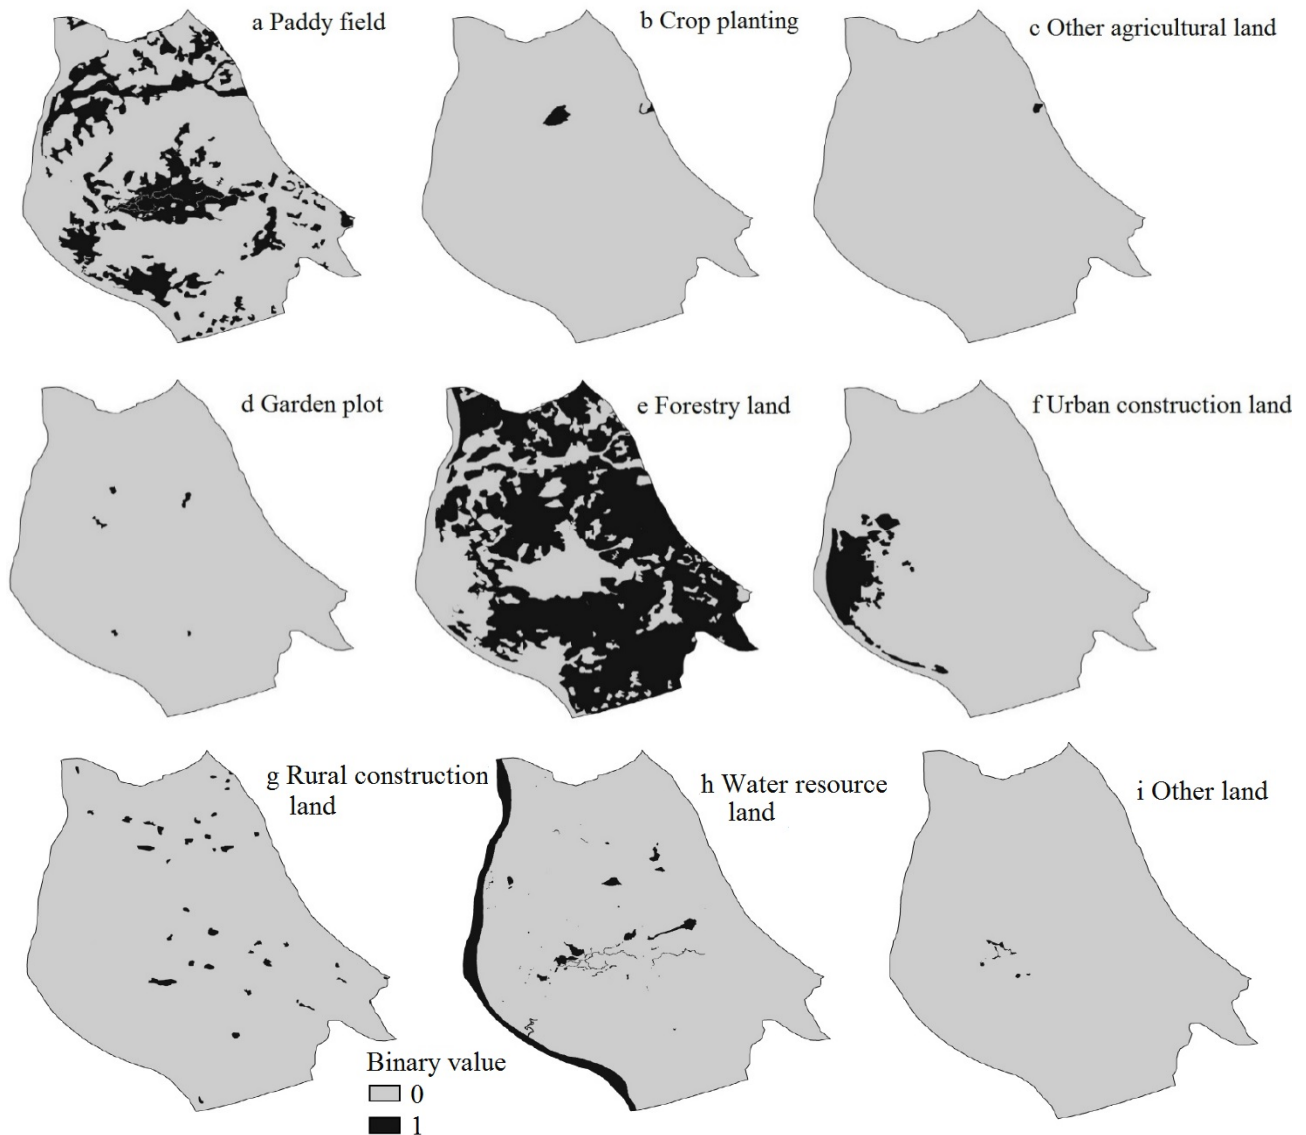 a Paddy field
b Crop planting
c Other agricultural land
d Garden plot
e Forestry land
f Urban construction land
g Rural construction
land
h Water resource
land
i Other land
Binary value
0
1